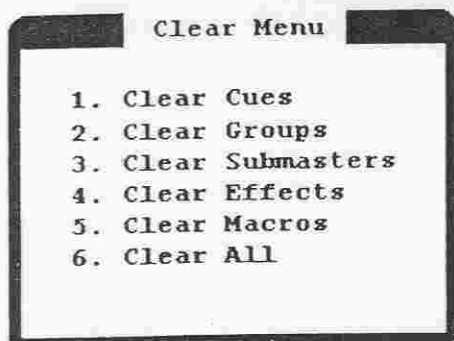 Clear Menu
1. Clear Cues
2. Clear Groups
3. Clear Submasters
4. Clear Effects
5. Clear Macros
6. Clear All